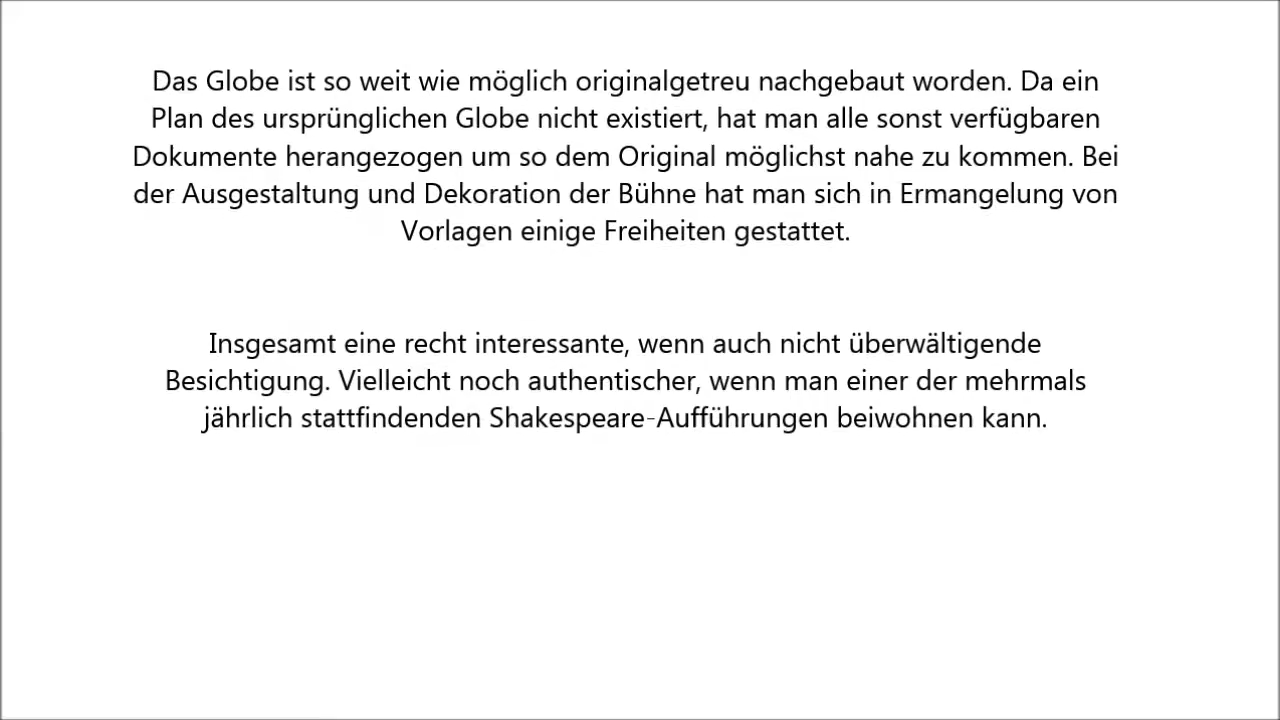 Das Globe ist so weit wie möglich originalgetreu nachgebaut worden. Da ein
Plan des ursprünglichen Globe nicht existiert, hat man alle sonst verfügbaren
Dokumente herangezogen um so dem Original möglichst nahe zu kommen. Bei
der Ausgestaltung und Dekoration der Bühne hat man sich in Ermangelung von
Vorlagen einige Freiheiten gestattet.
Insgesamt eine recht interessante, wenn auch nicht überwältigende
Besichtigung. Vielleicht noch authentischer, wenn man einer der mehrmals
jährlich stattfindenden Shakespeare-Aufführungen beiwohnen kann.